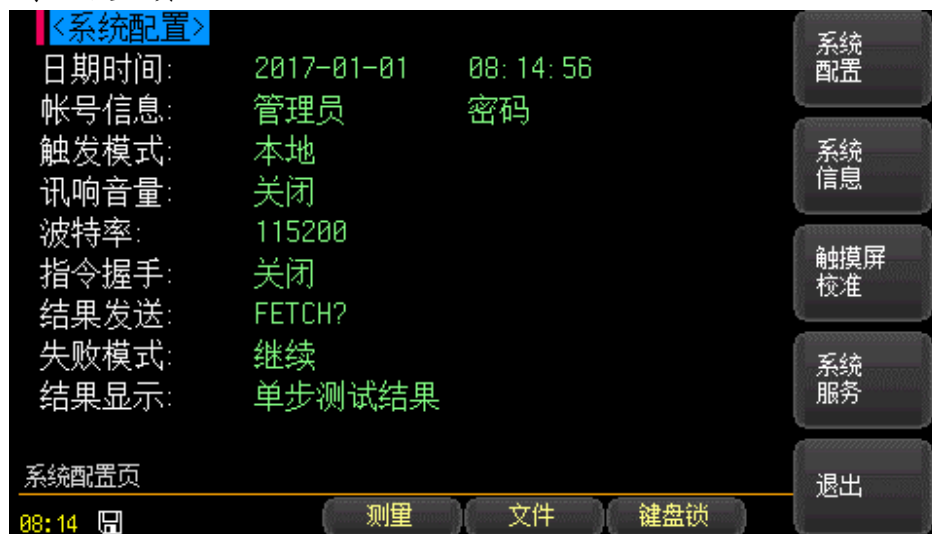 <系统配置>
日期时间: 2017-01-01 08:14:56
帐号信息: 管理员 密码
触发模式: 本地
讯响音量: 关闭
波特率: 115200
指令握手: 关闭
结果发送: FETCH?
失败模式: 继续
结果显示: 单步测试结果
系统配置页
08:14
测量 文件 键盘锁
系统
配置
系统
信息
触摸屏
校准
系统
服务
退出